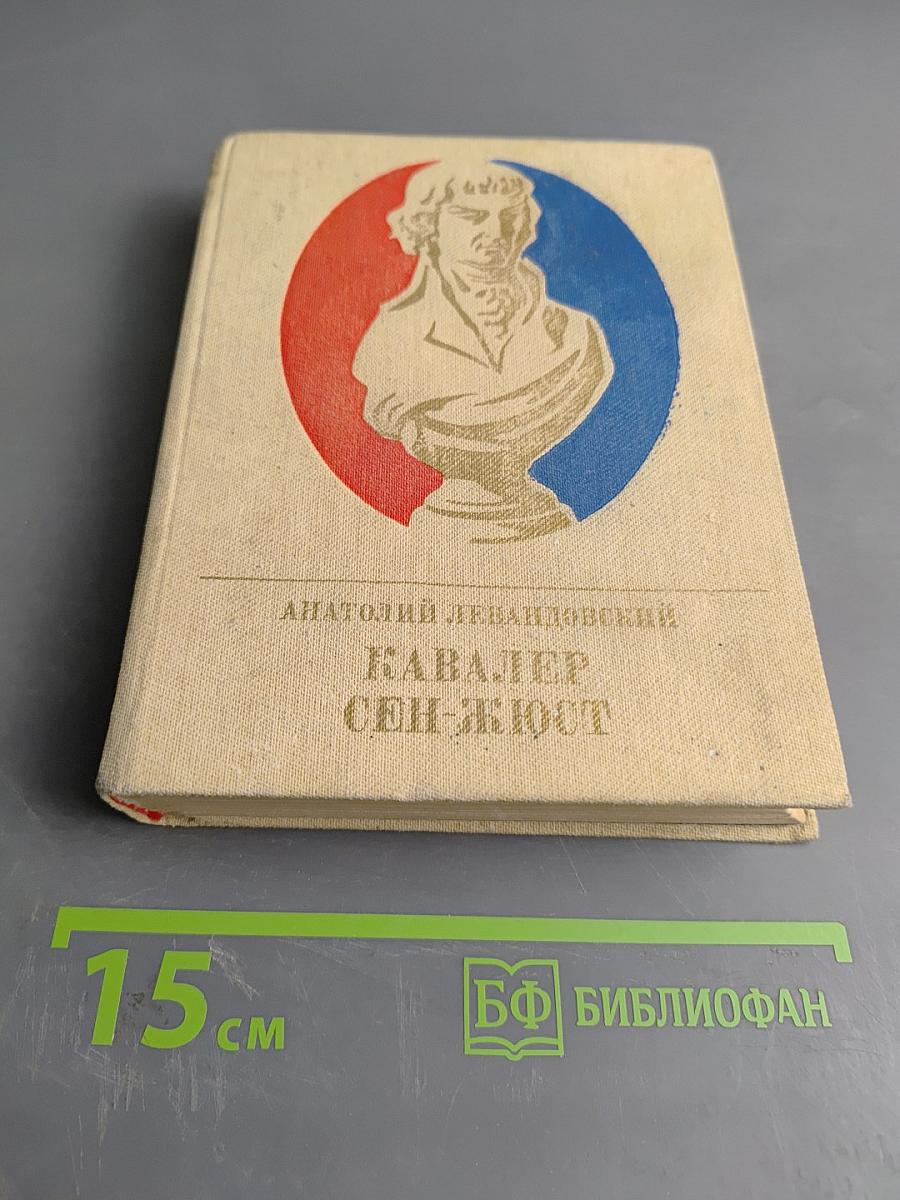 АНАТОЛИЙ ЛЕВАНДОВСКИЙ
КАВАЛЕР
СЕН-ЖЮСТ
15 см
БФ БИБЛИОФАН